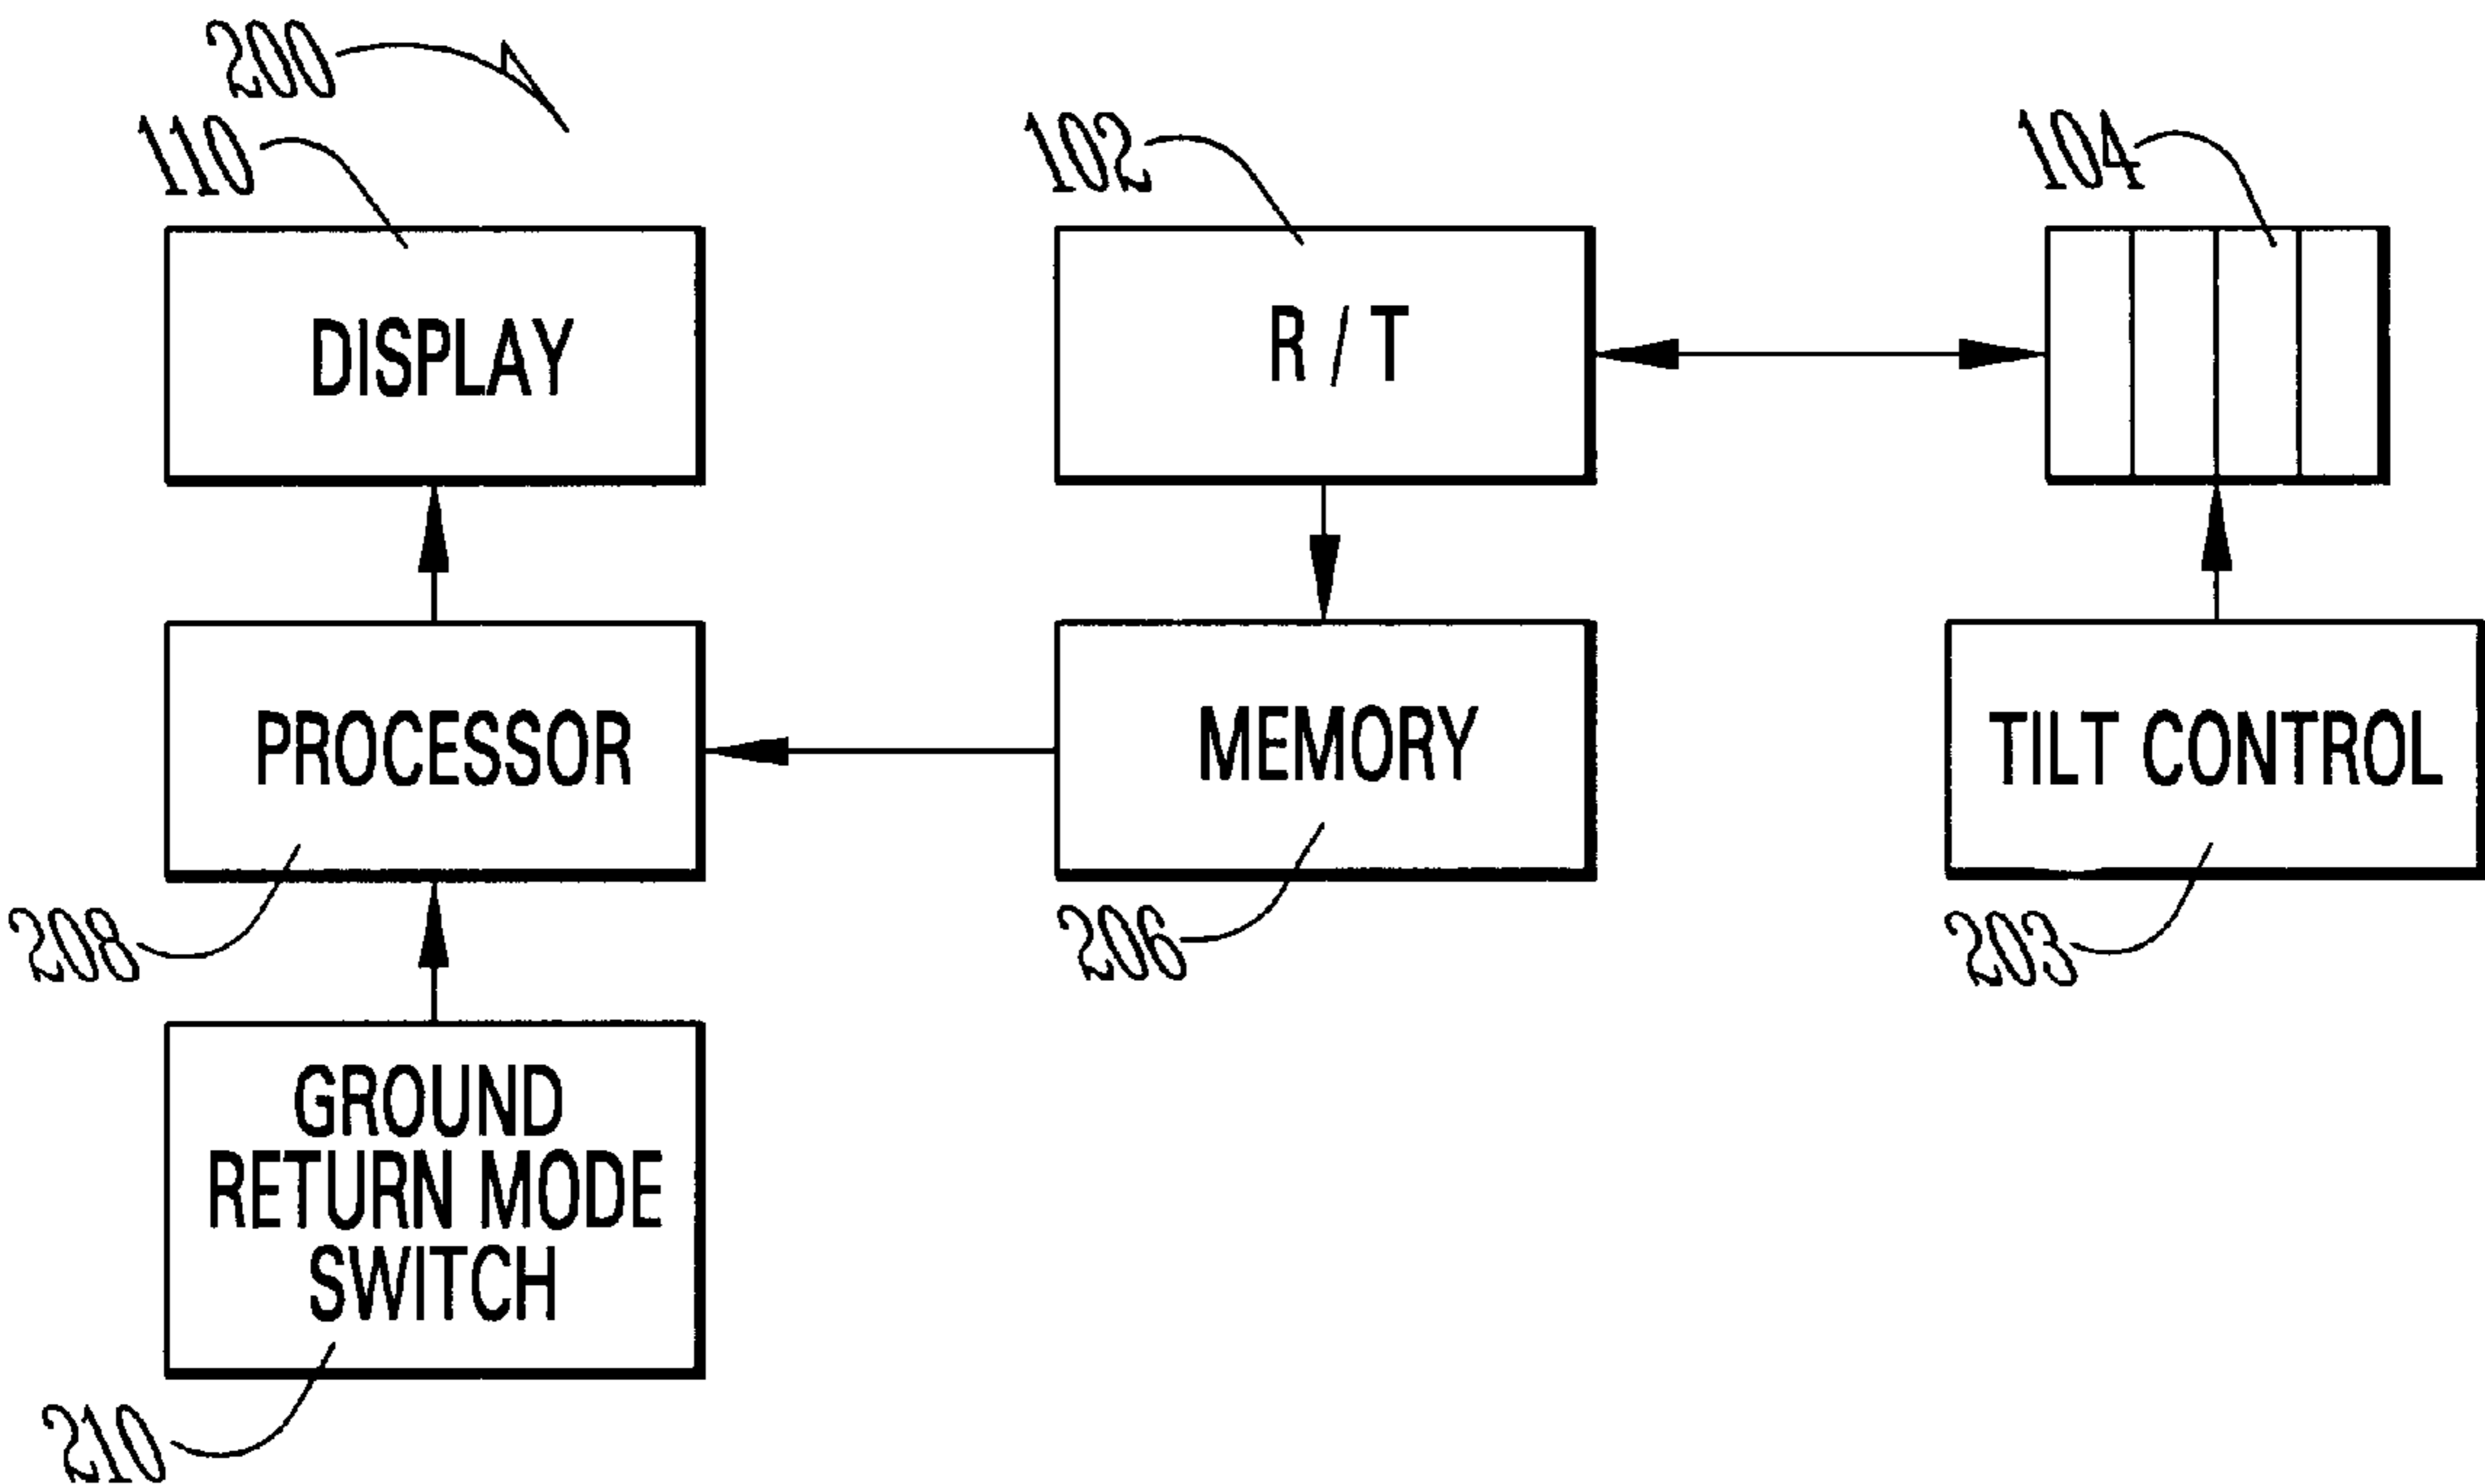 200
110
102
104
DISPLAY
R / T
PROCESSOR
MEMORY
TILT CONTROL
208
206
203
GROUND
RETURN MODE
SWITCH
210